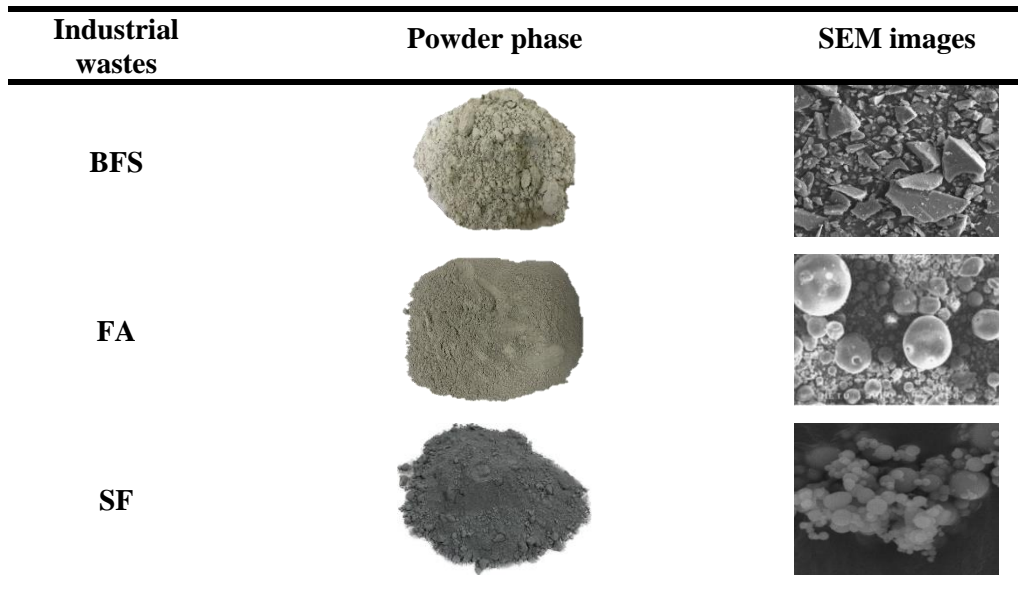 Industrial
wastes
Powder phase
SEM images
BFS
FA
SF